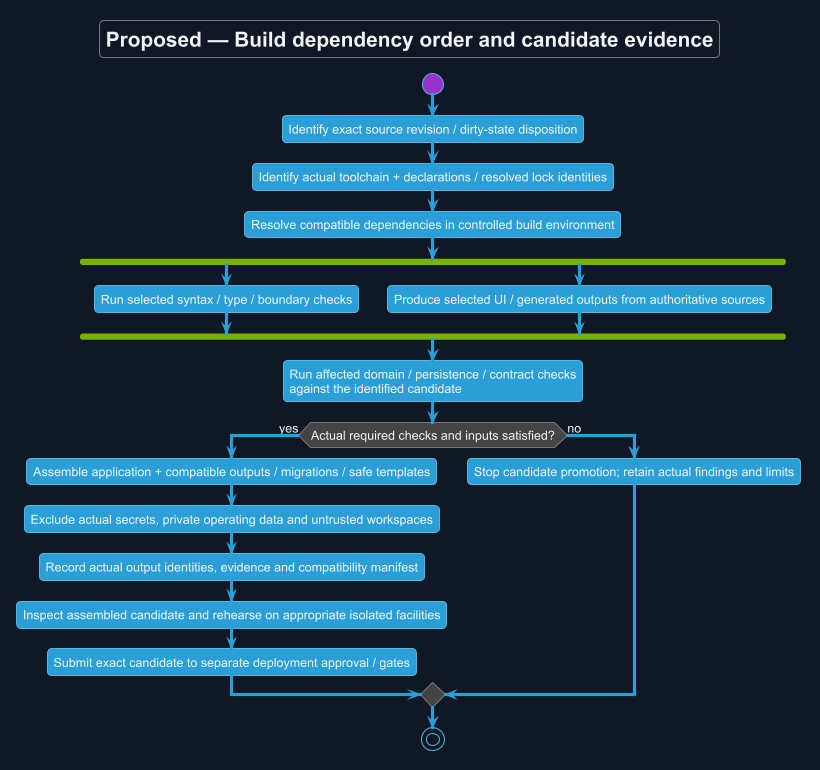 Proposed — Build dependency order and candidate evidence
Identify exact source revision / dirty-state disposition
Identify actual toolchain + declarations / resolved lock identities
Resolve compatible dependencies in controlled build environment
Run selected syntax / type / boundary checks
Produce selected UI / generated outputs from authoritative sources
Run affected domain / persistence / contract checks
against the identified candidate
yes
Actual required checks and inputs satisfied?
no
Assemble application + compatible outputs / migrations / safe templates
Stop candidate promotion; retain actual findings and limits
Exclude actual secrets, private operating data and untrusted workspaces
Record actual output identities, evidence and compatibility manifest
Inspect assembled candidate and rehearse on appropriate isolated facilities
Submit exact candidate to separate deployment approval / gates